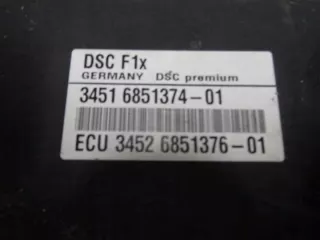 DSC F1x
GERMANY DSC premium
3451 6851374-01
ECU 3452 6851376-01